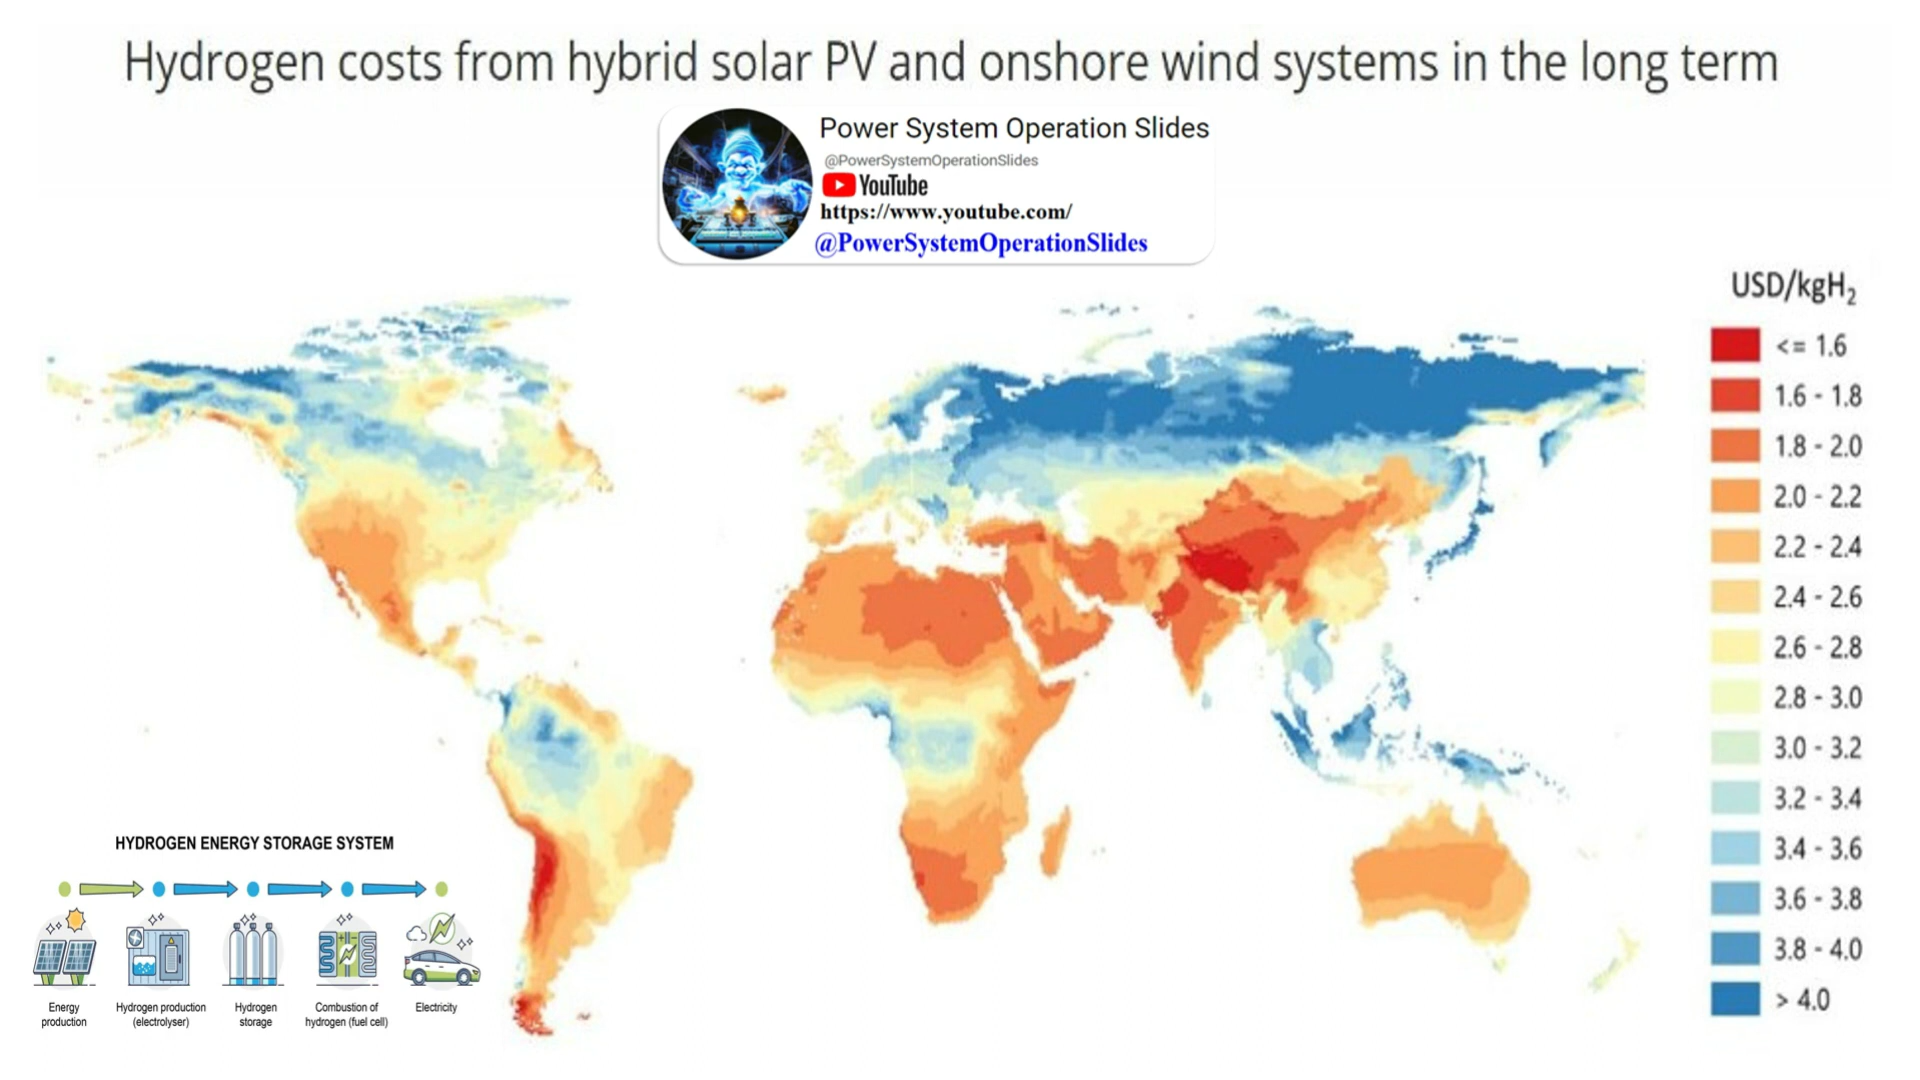 Hydrogen costs from hybrid solar PV and onshore wind systems in the long term
Power System Operation Slides
@PowerSystemOperationSlides
YouTube
https://www.youtube.com/
@PowerSystemOperationSlides
USD/kgH₂
<= 1.6
1.6 - 1.8
1.8 - 2.0
2.0 - 2.2
2.2 - 2.4
2.4 - 2.6
2.6 - 2.8
2.8 - 3.0
3.0 - 3.2
3.2 - 3.4
3.4 - 3.6
3.6 - 3.8
3.8 - 4.0
> 4.0
HYDROGEN ENERGY STORAGE SYSTEM
Energy
production
Hydrogen production
(electrolyser)
Hydrogen
storage
Combustion of
hydrogen (fuel cell)
Electricity